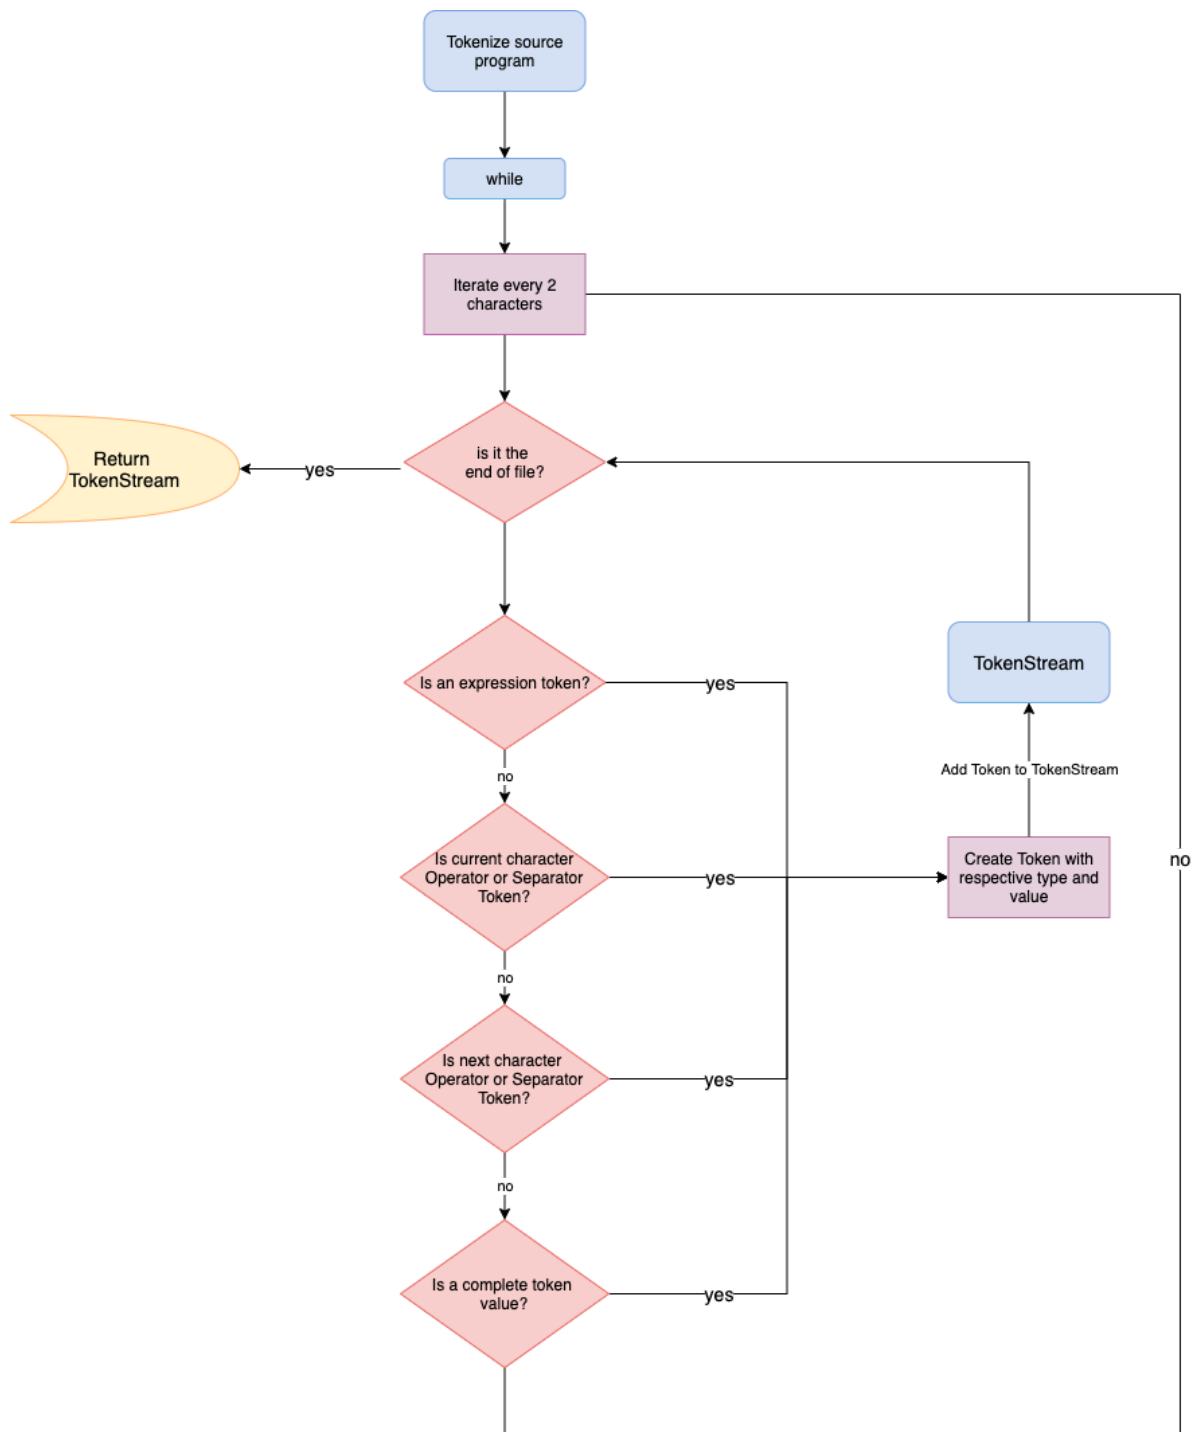 Tokenize source
program
while
Iterate every 2
characters
is it the
end of file?
yes
Return
TokenStream
Is an expression token?
yes
TokenStream
no
Add Token to TokenStream
Is current character
Operator or Separator
Token?
yes
Create Token with
respective type and
value
no
no
Is next character
Operator or Separator
Token?
yes
no
Is a complete token
value?
yes